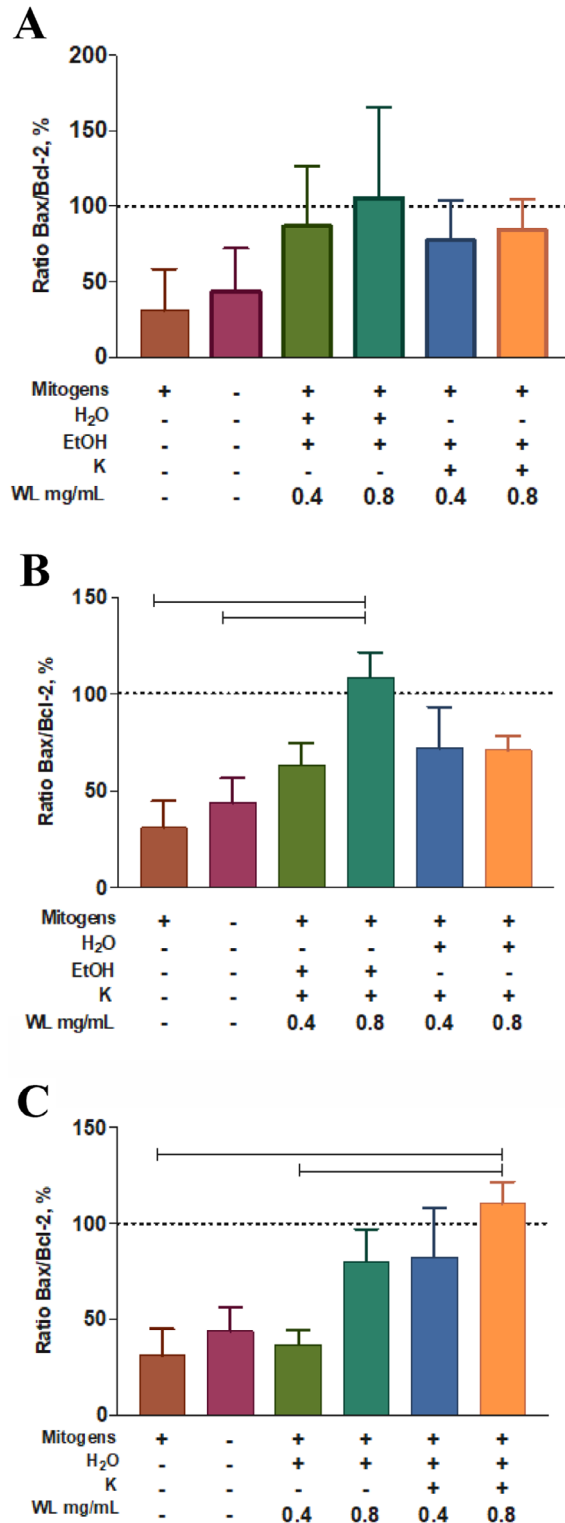 A
Ratio Bax/Bcl-2, %
200
150
100
50
0
Mitogens + - + + + +
H₂O - - + + - -
EtOH - - + + + +
K - - - - + +
WL mg/mL - - 0.4 0.8 0.4 0.8
B
Ratio Bax/Bcl-2, %
150
100
50
0
Mitogens + - + + + +
H₂O - - - - + +
EtOH - - + + - -
K - - + + + +
WL mg/mL - - 0.4 0.8 0.4 0.8
C
Ratio Bax/Bcl-2, %
150
100
50
0
Mitogens + - + + + +
H₂O - - + + + +
K - - - - + +
WL mg/mL - - 0.4 0.8 0.4 0.8